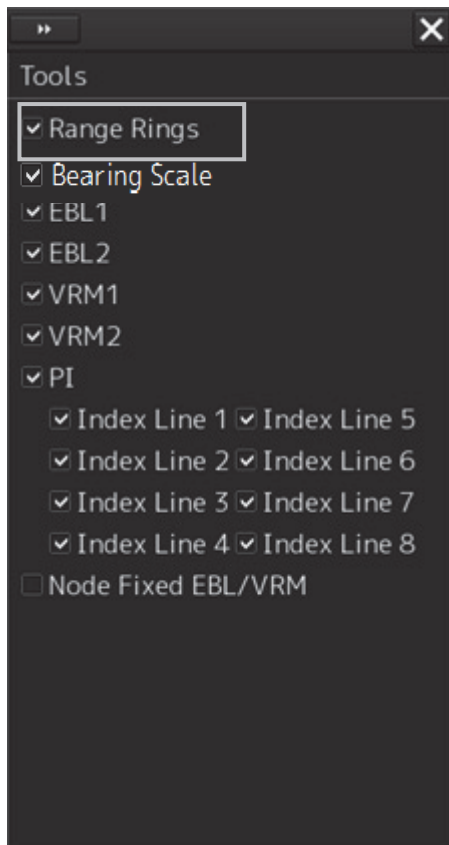 Tools
Range Rings
Bearing Scale
EBL1
EBL2
VRM1
VRM2
PI
Index Line 1 Index Line 5
Index Line 2 Index Line 6
Index Line 3 Index Line 7
Index Line 4 Index Line 8
Node Fixed EBL/VRM